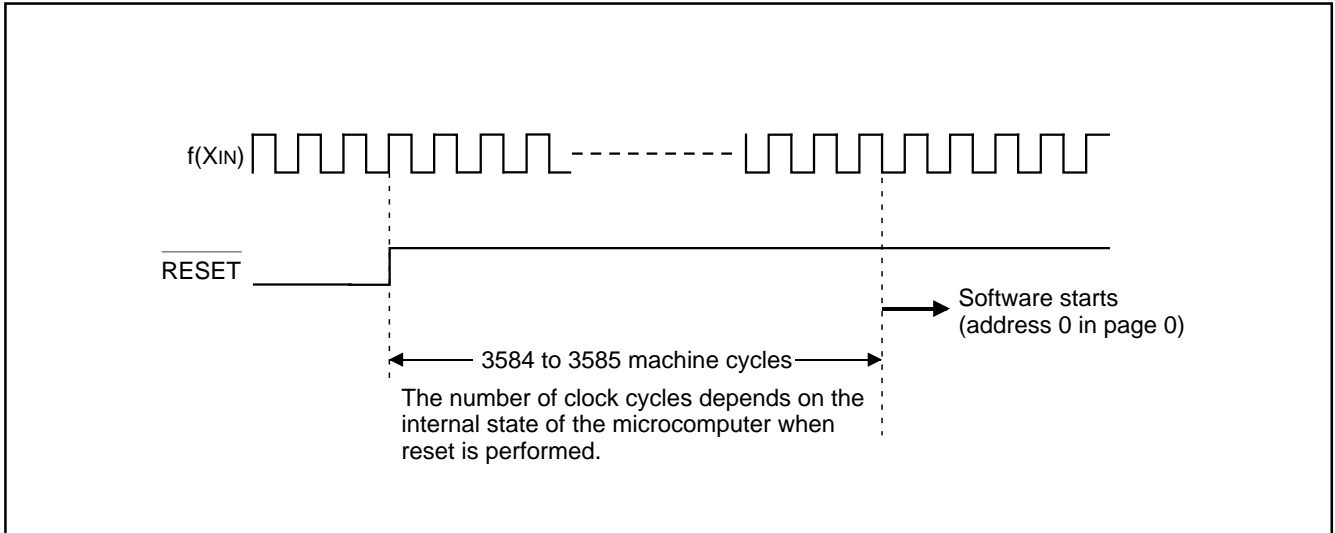 f(XIN)
RESET
Software starts
(address 0 in page 0)
3584 to 3585 machine cycles
The number of clock cycles depends on the
internal state of the microcomputer when
reset is performed.